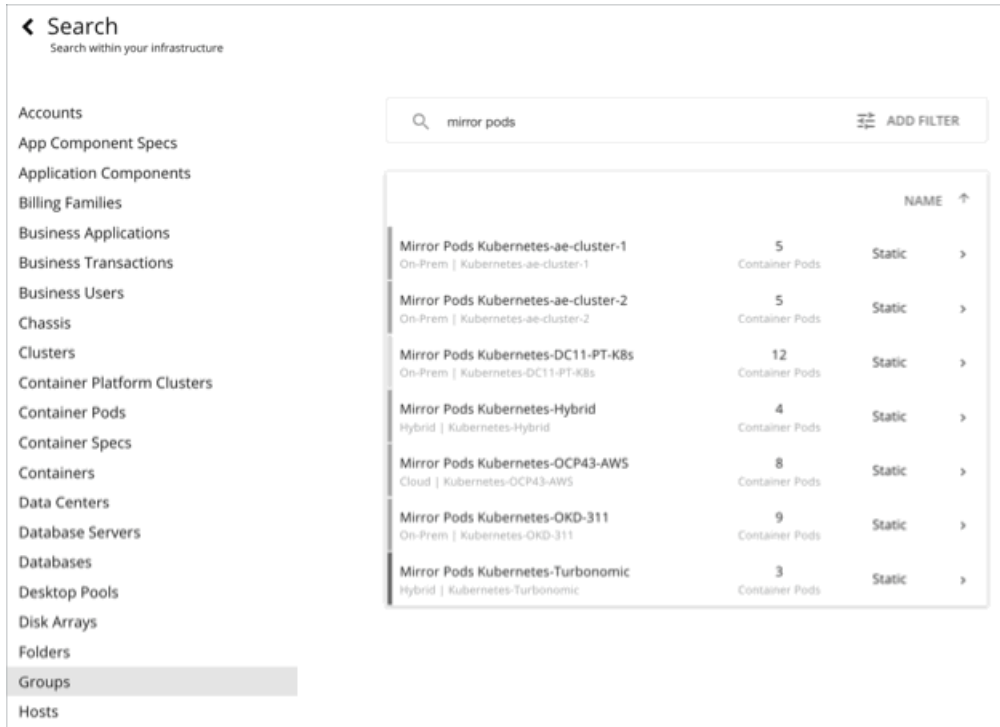 Search
Search within your infrastructure
Accounts
App Component Specs
Application Components
Billing Families
Business Applications
Business Transactions
Business Users
Chassis
Clusters
Container Platform Clusters
Container Pods
Container Specs
Containers
Data Centers
Database Servers
Databases
Desktop Pools
Disk Arrays
Folders
Groups
Hosts
mirror pods ADD FILTER
NAME
Mirror Pods Kubernetes-ae-cluster-1 5 Static
On-Prem | Kubernetes-ae-cluster-1 Container Pods
Mirror Pods Kubernetes-ae-cluster-2 5 Static
On-Prem | Kubernetes-ae-cluster-2 Container Pods
Mirror Pods Kubernetes-DC11-PT-K8s 12 Static
On-Prem | Kubernetes-DC11-PT-K8s Container Pods
Mirror Pods Kubernetes-Hybrid 4 Static
Hybrid | Kubernetes-Hybrid Container Pods
Mirror Pods Kubernetes-OCP43-AWS 8 Static
Cloud | Kubernetes-OCP43-AWS Container Pods
Mirror Pods Kubernetes-OKD-311 9 Static
On-Prem | Kubernetes-OKD-311 Container Pods
Mirror Pods Kubernetes-Turbonomic 3 Static
Hybrid | Kubernetes-Turbonomic Container Pods